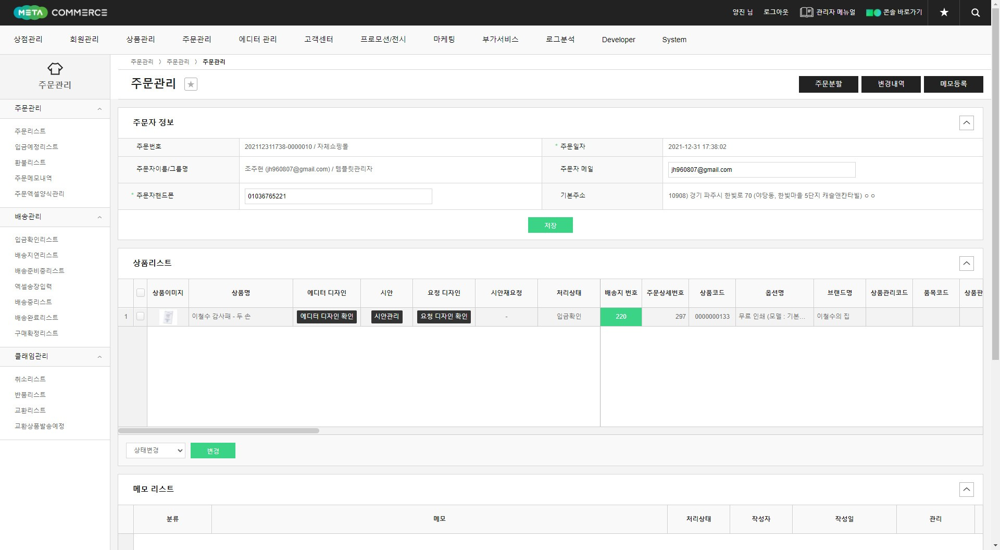 META COMMERCE
양진 님
로그아웃
관리자 메뉴얼
콘솔 바로가기
상점관리
회원관리
상품관리
주문관리
에디터 관리
고객센터
프로모션/전시
마케팅
부가서비스
로그분석
Developer
System
주문관리
주문관리
주문리스트
입금예정리스트
환불리스트
주문메모내역
주문엑셀양식관리
배송관리
입금확인리스트
배송지연리스트
배송준비중리스트
엑셀송장입력
배송중리스트
배송완료리스트
구매확정리스트
클래임관리
취소리스트
반품리스트
교환리스트
교환상품발송예정
주문관리 > 주문관리 > 주문관리
주문관리
주문분할
변경내역
메모등록
주문자 정보
주문번호
202112311738-0000010 / 자체쇼핑몰
* 주문일자
2021-12-31 17:38:02
주문자이름/그룹명
조주현 (jh960807@gmail.com) / 템플릿관리자
주문자 메일
jh960807@gmail.com
* 주문자핸드폰
01036765221
기본주소
10908) 경기 파주시 한빛로 70 (야당동, 한빛마을 5단지 캐슬앤칸타빌) ㅇㅇ
저장
상품리스트
상품이미지
상품명
에디터 디자인
시안
요청 디자인
시안재요청
처리상태
배송지 번호
주문상세번호
상품코드
옵션명
브랜드명
상품관리코드
품목코드
상품판
1
이철수 감사패 - 두 손
에디터 디자인 확인
시안관리
요청 디자인 확인
-
입금확인
220
297
0000000133
무료 인쇄 (모델 : 기본...
이철수의 집
상태변경
변경
메모 리스트
분류
메모
처리상태
작성자
작성일
관리